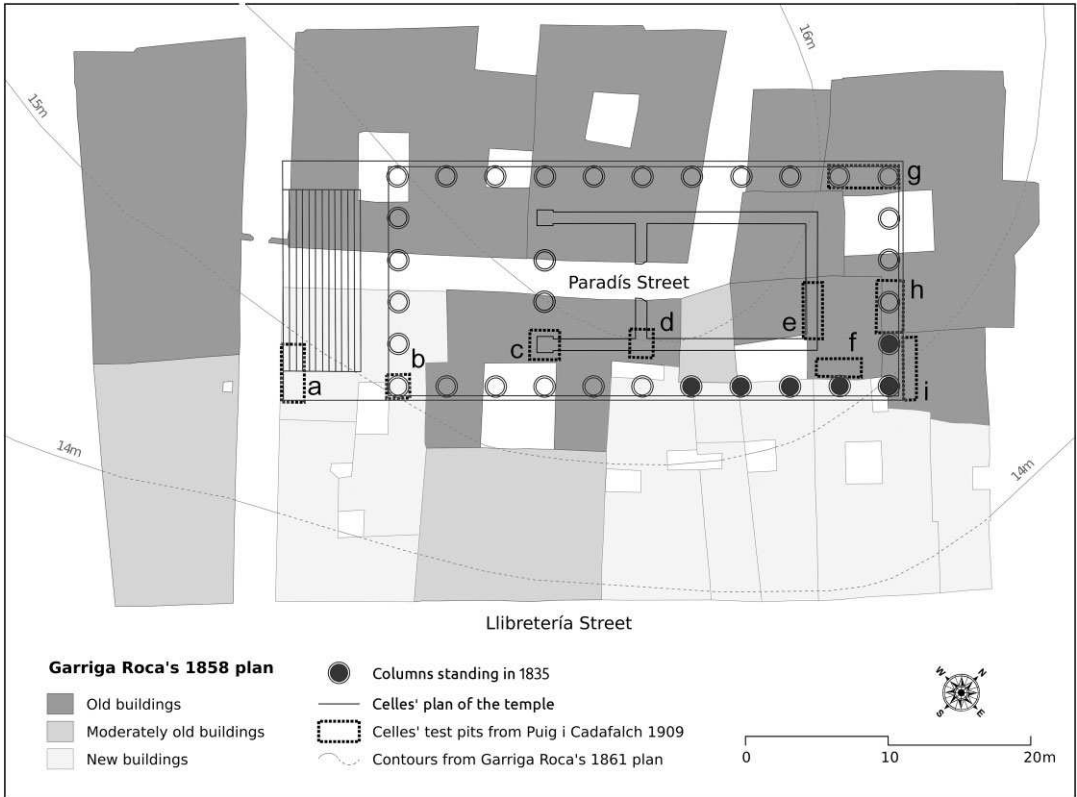 16m
15m
g
Paradís Street
h
d
e
c
f
b
a
i
14m
14m
Llibretería Street
Garriga Roca's 1858 plan
Old buildings
Moderately old buildings
New buildings
Columns standing in 1835
Celles' plan of the temple
Celles' test pits from Puig i Cadafalch 1909
Contours from Garriga Roca's 1861 plan
W N
S E
0 10 20m